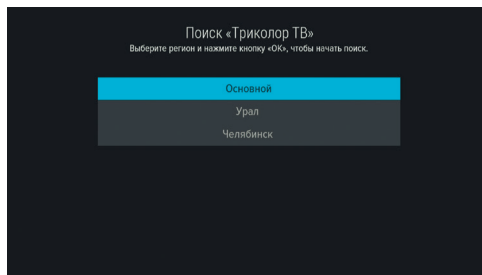 Поиск «Триколор ТВ»
Выберите регион и нажмите кнопку «ОК», чтобы начать поиск.
Основной
Урал
Челябинск